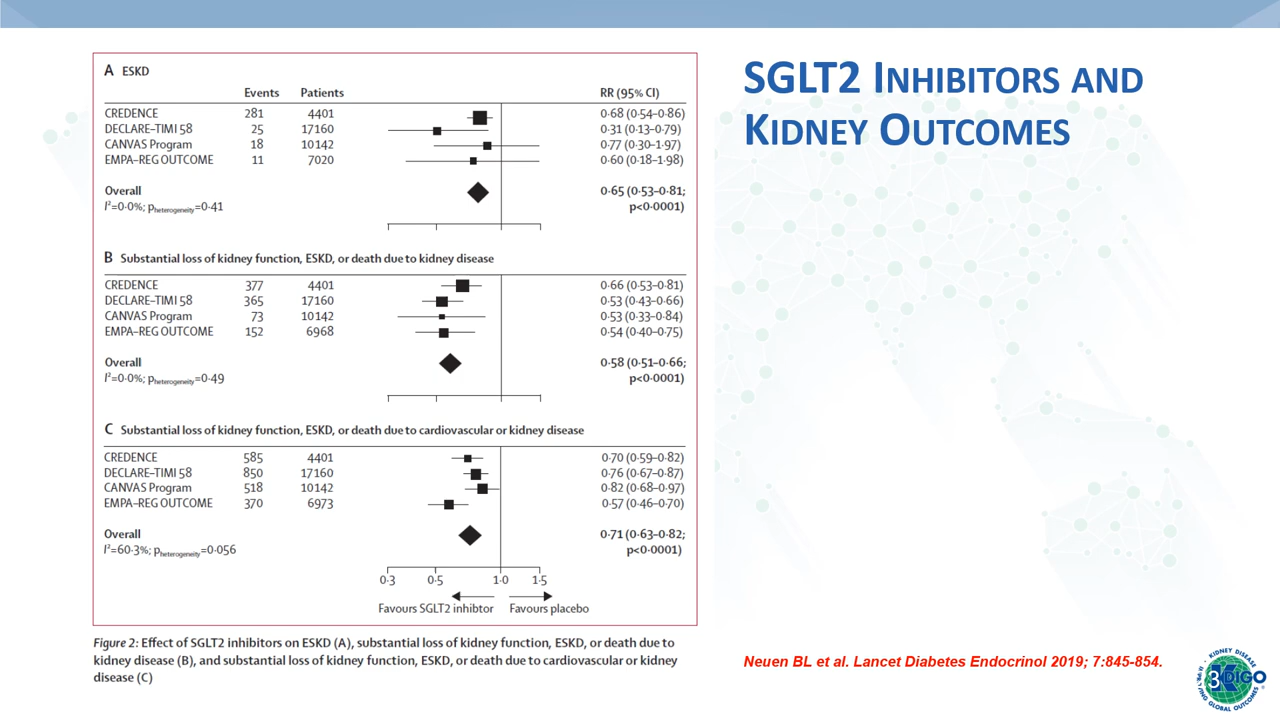 SGLT2 INHIBITORS AND
KIDNEY OUTCOMES
A ESKD
Events Patients RR (95% CI)
CREDENCE 281 4401 0·68 (0·54–0·86)
DECLARE–TIMI 58 25 17160 0·31 (0·13–0·79)
CANVAS Program 18 10142 0·77 (0·30–1·97)
EMPA–REG OUTCOME 11 7020 0·60 (0·18–1·98)
Overall 0·65 (0·53–0·81;
I²=0·0%; pheterogeneity=0·41 p<0·0001)
B Substantial loss of kidney function, ESKD, or death due to kidney disease
CREDENCE 377 4401 0·66 (0·53–0·81)
DECLARE–TIMI 58 365 17160 0·53 (0·43–0·66)
CANVAS Program 73 10142 0·53 (0·33–0·84)
EMPA–REG OUTCOME 152 6968 0·54 (0·40–0·75)
Overall 0·58 (0·51–0·66;
I²=0·0%; pheterogeneity=0·49 p<0·0001)
C Substantial loss of kidney function, ESKD, or death due to cardiovascular or kidney disease
CREDENCE 585 4401 0·70 (0·59–0·82)
DECLARE–TIMI 58 850 17160 0·76 (0·67–0·87)
CANVAS Program 518 10142 0·82 (0·68–0·97)
EMPA–REG OUTCOME 370 6973 0·57 (0·46–0·70)
Overall 0·71 (0·63–0·82;
I²=60·3%; pheterogeneity=0·056 p<0·0001)
0·3 0·5 1·0 1·5
Favours SGLT2 inhibtor Favours placebo
Figure 2: Effect of SGLT2 inhibitors on ESKD (A), substantial loss of kidney function, ESKD, or death due to
kidney disease (B), and substantial loss of kidney function, ESKD, or death due to cardiovascular or kidney
disease (C)
Neuen BL et al. Lancet Diabetes Endocrinol 2019; 7:845-854.
KIDNEY DISEASE
KDIGO
GLOBAL OUTCOMES